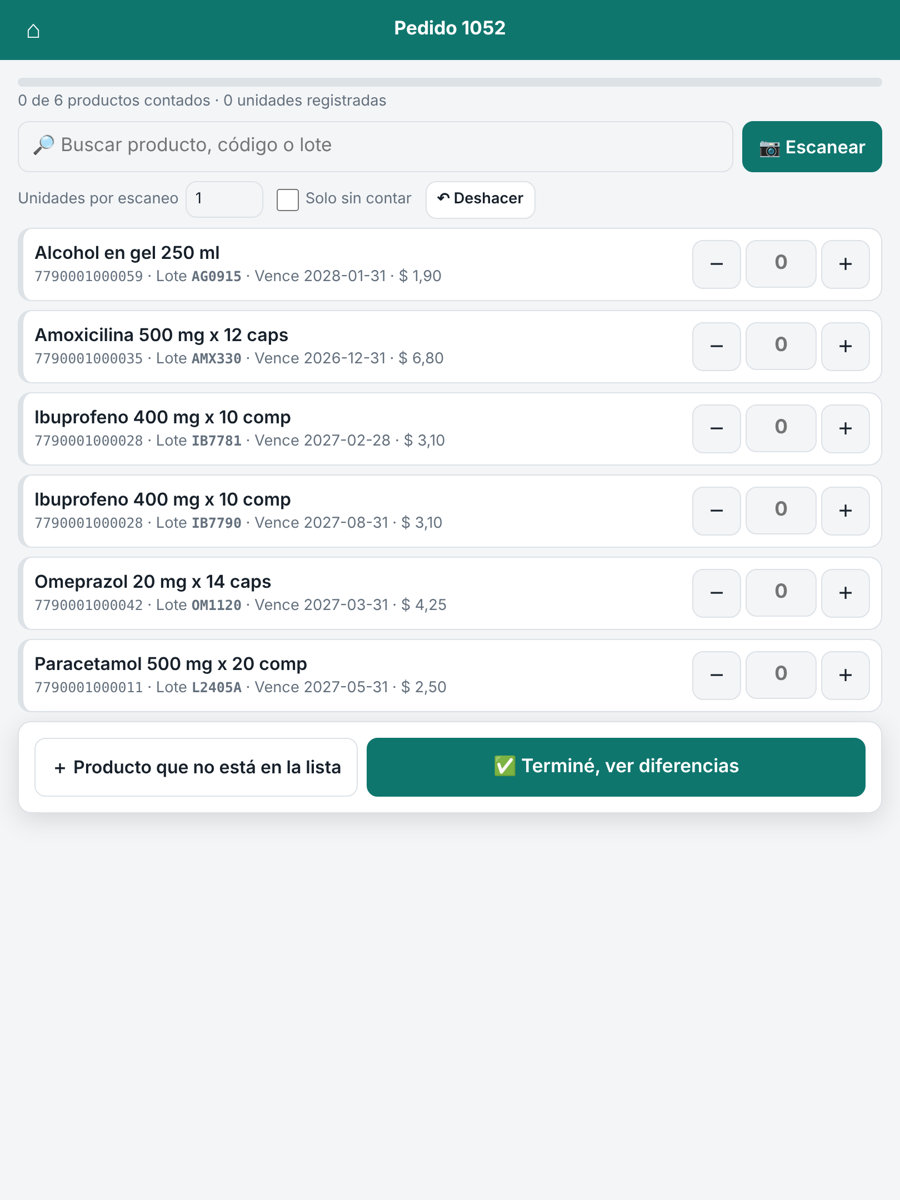 ⌂ Pedido 1052
0 de 6 productos contados · 0 unidades registradas
🔎 Buscar producto, código o lote
📷 Escanear
Unidades por escaneo 1 Solo sin contar ↶ Deshacer
Alcohol en gel 250 ml
7790001000059 · Lote AG0915 · Vence 2028-01-31 · $ 1,90
− 0 +
Amoxicilina 500 mg x 12 caps
7790001000035 · Lote AMX330 · Vence 2026-12-31 · $ 6,80
− 0 +
Ibuprofeno 400 mg x 10 comp
7790001000028 · Lote IB7781 · Vence 2027-02-28 · $ 3,10
− 0 +
Ibuprofeno 400 mg x 10 comp
7790001000028 · Lote IB7790 · Vence 2027-08-31 · $ 3,10
− 0 +
Omeprazol 20 mg x 14 caps
7790001000042 · Lote OM1120 · Vence 2027-03-31 · $ 4,25
− 0 +
Paracetamol 500 mg x 20 comp
7790001000011 · Lote L2405A · Vence 2027-05-31 · $ 2,50
− 0 +
+ Producto que no está en la lista
✅ Terminé, ver diferencias